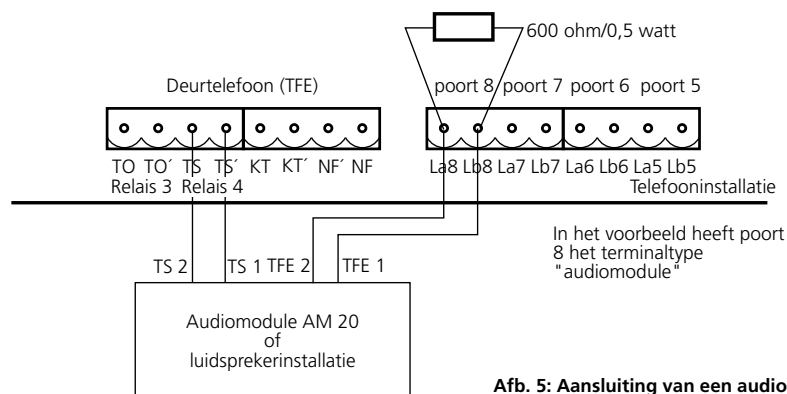 600 ohm/0,5 watt
Deurtelefoon (TFE)
poort 8 poort 7 poort 6 poort 5
TO TO´ TS TS´ KT KT´ NF´ NF
La8 Lb8 La7 Lb7 La6 Lb6 La5 Lb5
Relais 3 Relais 4
Telefooninstallatie
In het voorbeeld heeft poort
8 het terminaltype
"audiomodule"
TS 2 TS 1 TFE 2 TFE 1
Audiomodule AM 20
of
luidsprekerinstallatie
Afb. 5: Aansluiting van een audio